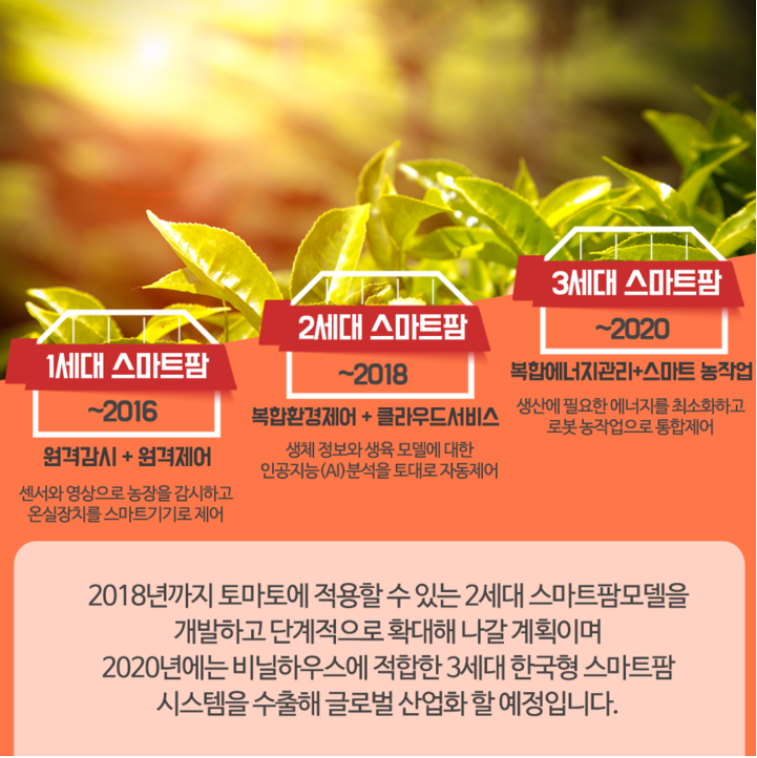 1세대 스마트팜
~2016
원격감시 + 원격제어
센서와 영상으로 농장을 감시하고
온실장치를 스마트기기로 제어
2세대 스마트팜
~2018
복합환경제어 + 클라우드서비스
생체 정보와 생육 모델에 대한
인공지능(AI)분석을 토대로 자동제어
3세대 스마트팜
~2020
복합에너지관리+스마트 농작업
생산에 필요한 에너지를 최소화하고
로봇 농작업으로 통합제어
2018년까지 토마토에 적용할 수 있는 2세대 스마트팜모델을
개발하고 단계적으로 확대해 나갈 계획이며
2020년에는 비닐하우스에 적합한 3세대 한국형 스마트팜
시스템을 수출해 글로벌 산업화 할 예정입니다.